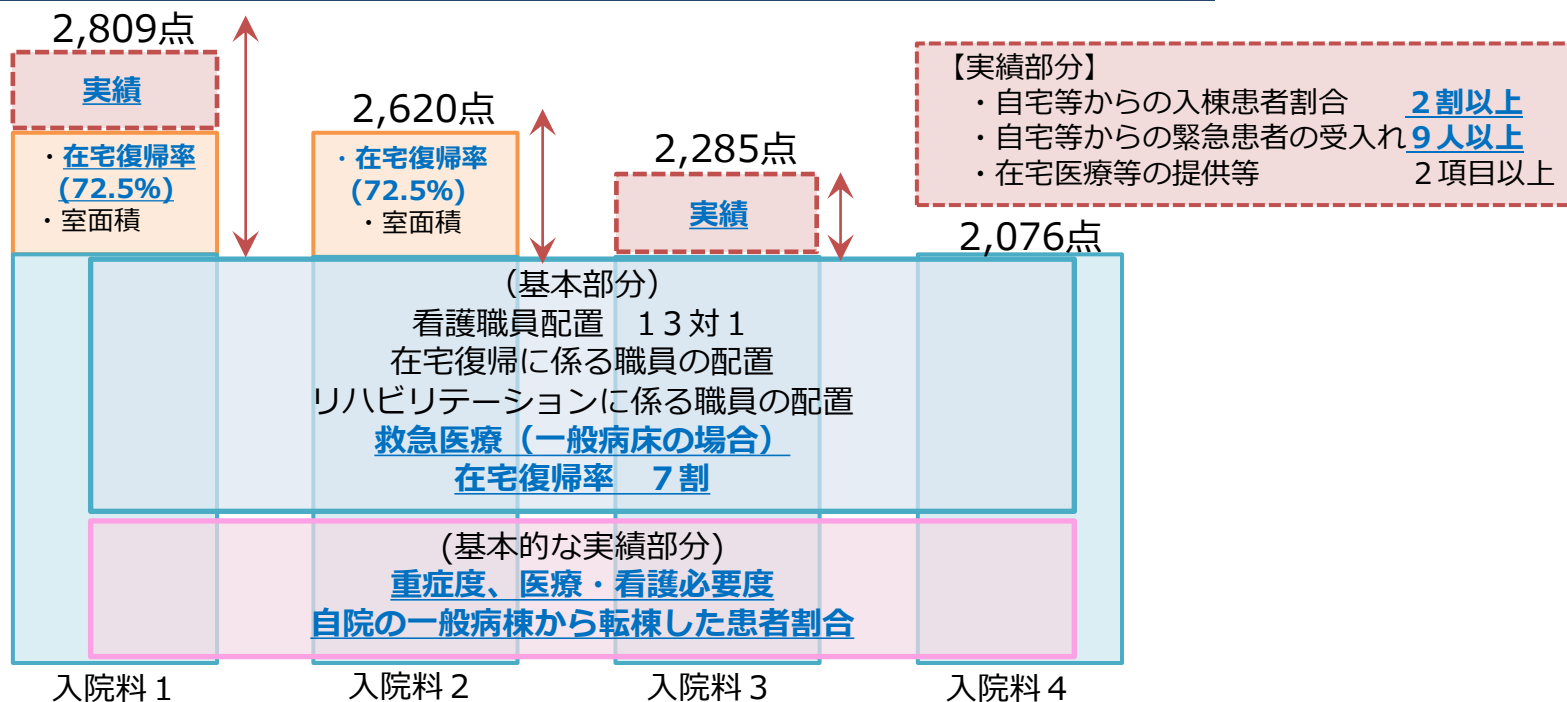 2,809点
実績
・在宅復帰率
(72.5%)
・室面積
2,620点
・在宅復帰率
(72.5%)
・室面積
2,285点
実績
2,076点
【実績部分】
・自宅等からの入棟患者割合 2割以上
・自宅等からの緊急患者の受入れ 9人以上
・在宅医療等の提供等 2項目以上
(基本部分)
看護職員配置 13対1
在宅復帰に係る職員の配置
リハビリテーションに係る職員の配置
救急医療(一般病床の場合)
在宅復帰率 7割
(基本的な実績部分)
重症度、医療・看護必要度
自院の一般病棟から転棟した患者割合
入院料1
入院料2
入院料3
入院料4